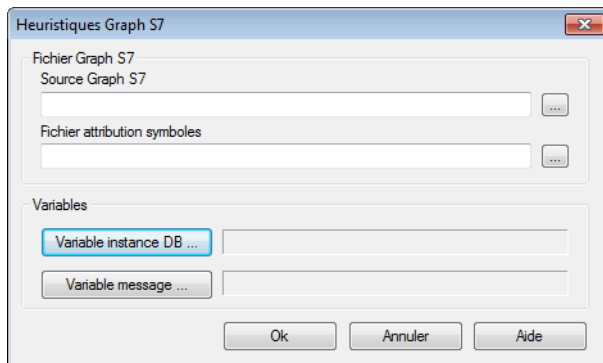 Heuristiques Graph S7
Fichier Graph S7
Source Graph S7
...
Fichier attribution symboles
...
Variables
Variable instance DB ...
Variable message ...
Ok Annuler Aide